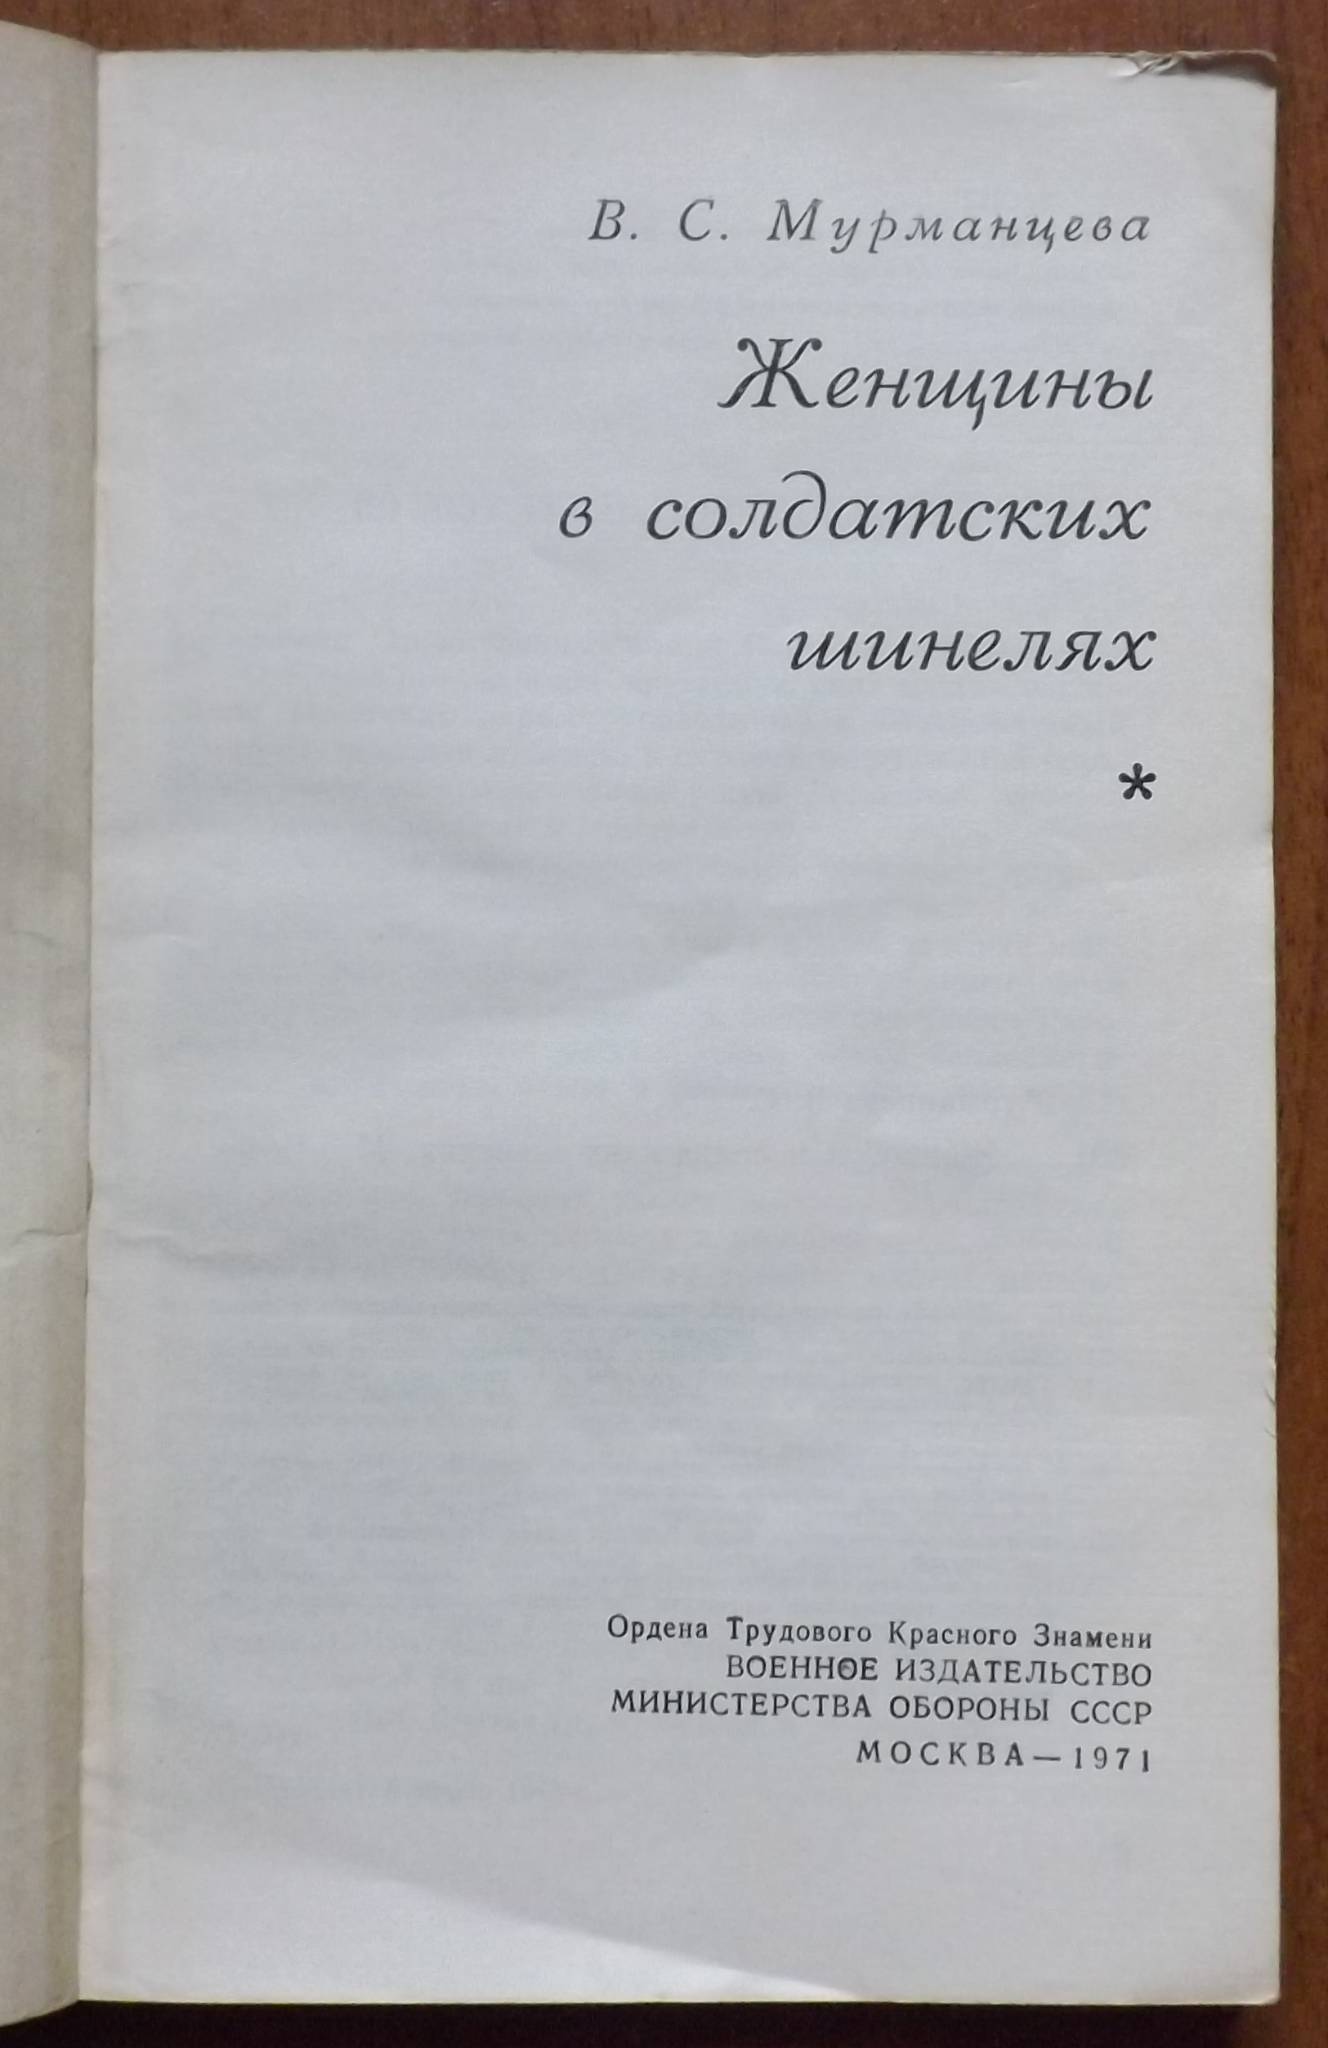 В. С. Мурманцева
Женщины
в солдатских
шинелях
*
Ордена Трудового Красного Знамени
ВОЕННОЕ ИЗДАТЕЛЬСТВО
МИНИСТЕРСТВА ОБОРОНЫ СССР
МОСКВА—1971